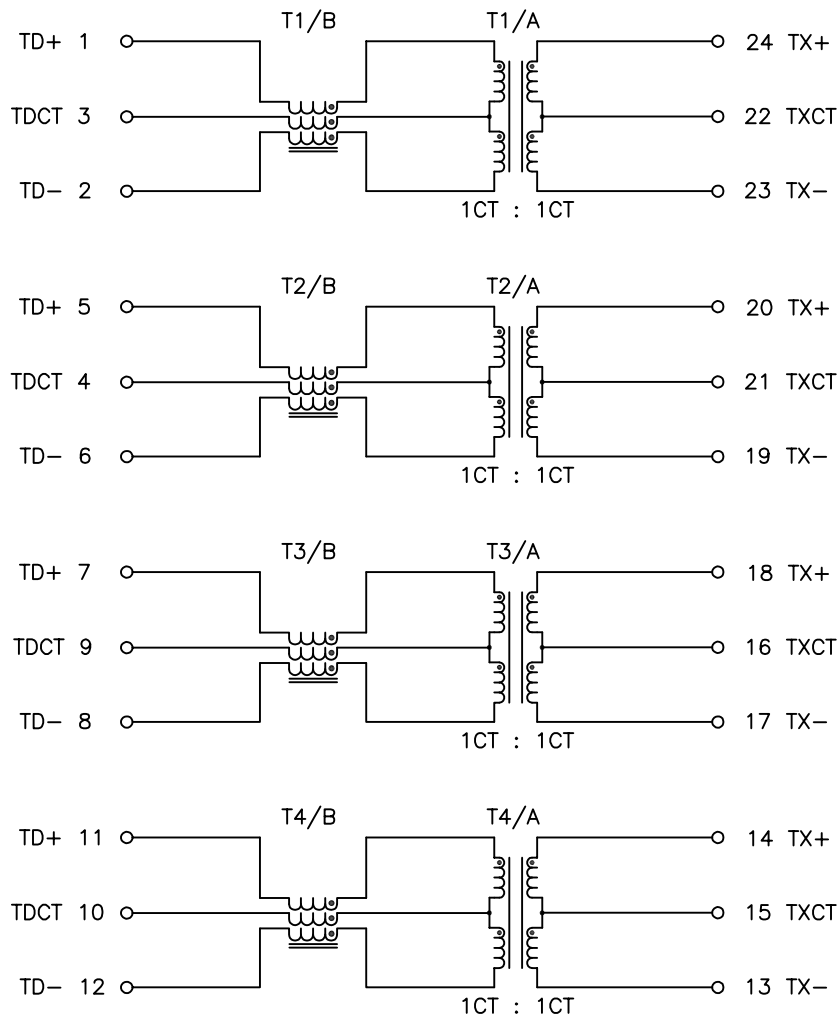 T1/B T1/A
TD+ 1 24 TX+
TDCT 3 22 TXCT
TD- 2 23 TX-
1CT : 1CT
T2/B T2/A
TD+ 5 20 TX+
TDCT 4 21 TXCT
TD- 6 19 TX-
1CT : 1CT
T3/B T3/A
TD+ 7 18 TX+
TDCT 9 16 TXCT
TD- 8 17 TX-
1CT : 1CT
T4/B T4/A
TD+ 11 14 TX+
TDCT 10 15 TXCT
TD- 12 13 TX-
1CT : 1CT